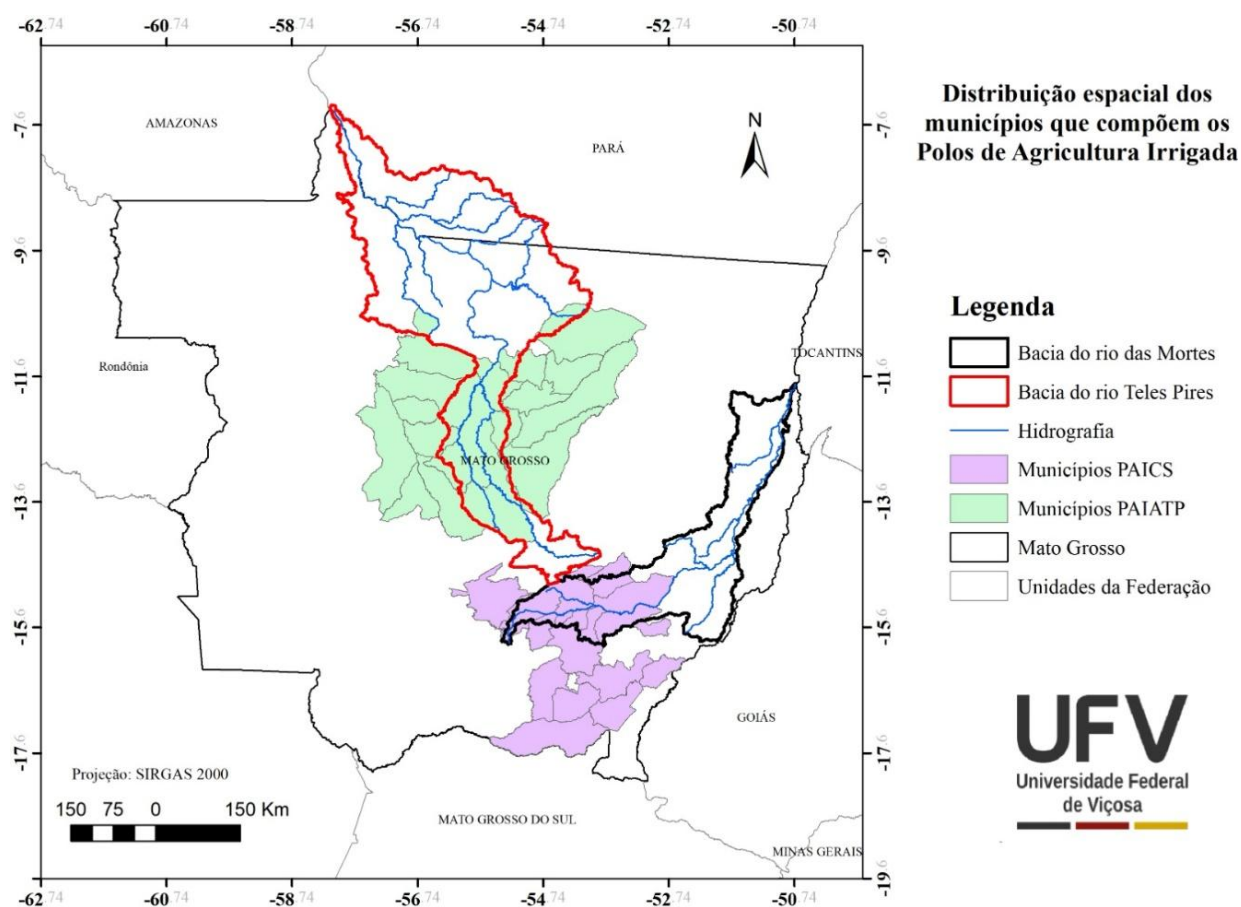 -62.74 -60.74 -58.74 -56.74 -54.74 -52.74 -50.74
Distribuição espacial dos
municípios que compõem os
Polos de Agricultura Irrigada
-7.6
-9.6
-11.6
-13.6
-15.6
-17.6
-19.6
AMAZONAS
PARÁ
N
Rondônia
TOCANTINS
MATO GROSSO
GOIÁS
MATO GROSSO DO SUL
MINAS GERAIS
Projeção: SIRGAS 2000
150 75 0 150 Km
Legenda
Bacia do rio das Mortes
Bacia do rio Teles Pires
Hidrografia
Municípios PAICS
Municípios PAIATP
Mato Grosso
Unidades da Federação
UFV
Universidade Federal
de Viçosa
-7.6
-9.6
-11.6
-13.6
-15.6
-17.6
-62.74 -60.74 -58.74 -56.74 -54.74 -52.74 -50.74